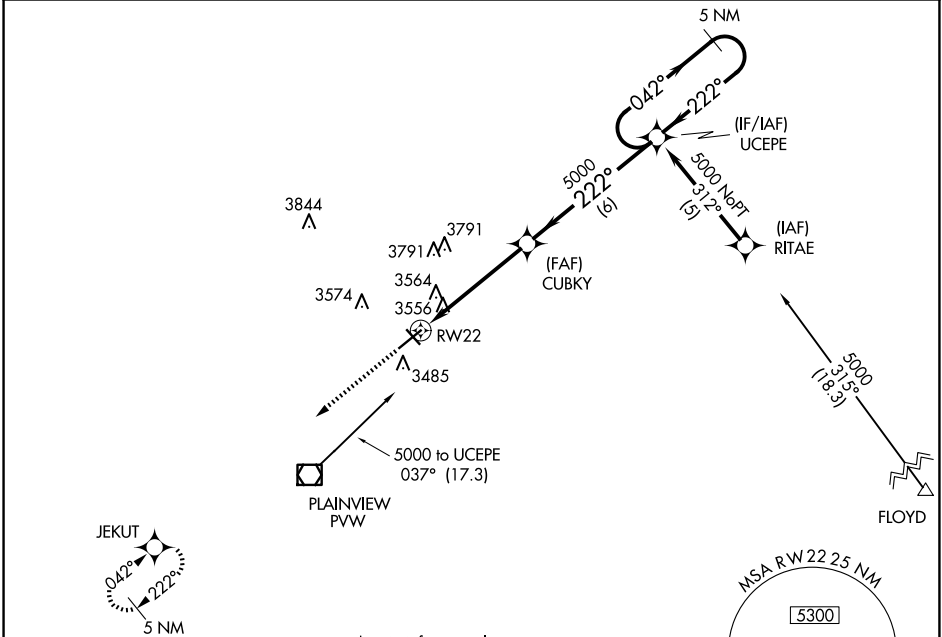 5 NM
042°
222°
(IF/IAF)
UCEPE
5000
222°
(6)
5000 NoPT
312°
(5)
(IAF)
RITAE
3844
3791
3791
(FAF)
CUBKY
3564
3574
3556
RW22
3485
5000
315°
(18.3)
5000 to UCEPE
037° (17.3)
PLAINVIEW
PVW
FLOYD
JEKUT
042°
222°
5 NM
MSA RW22 25 NM
5300